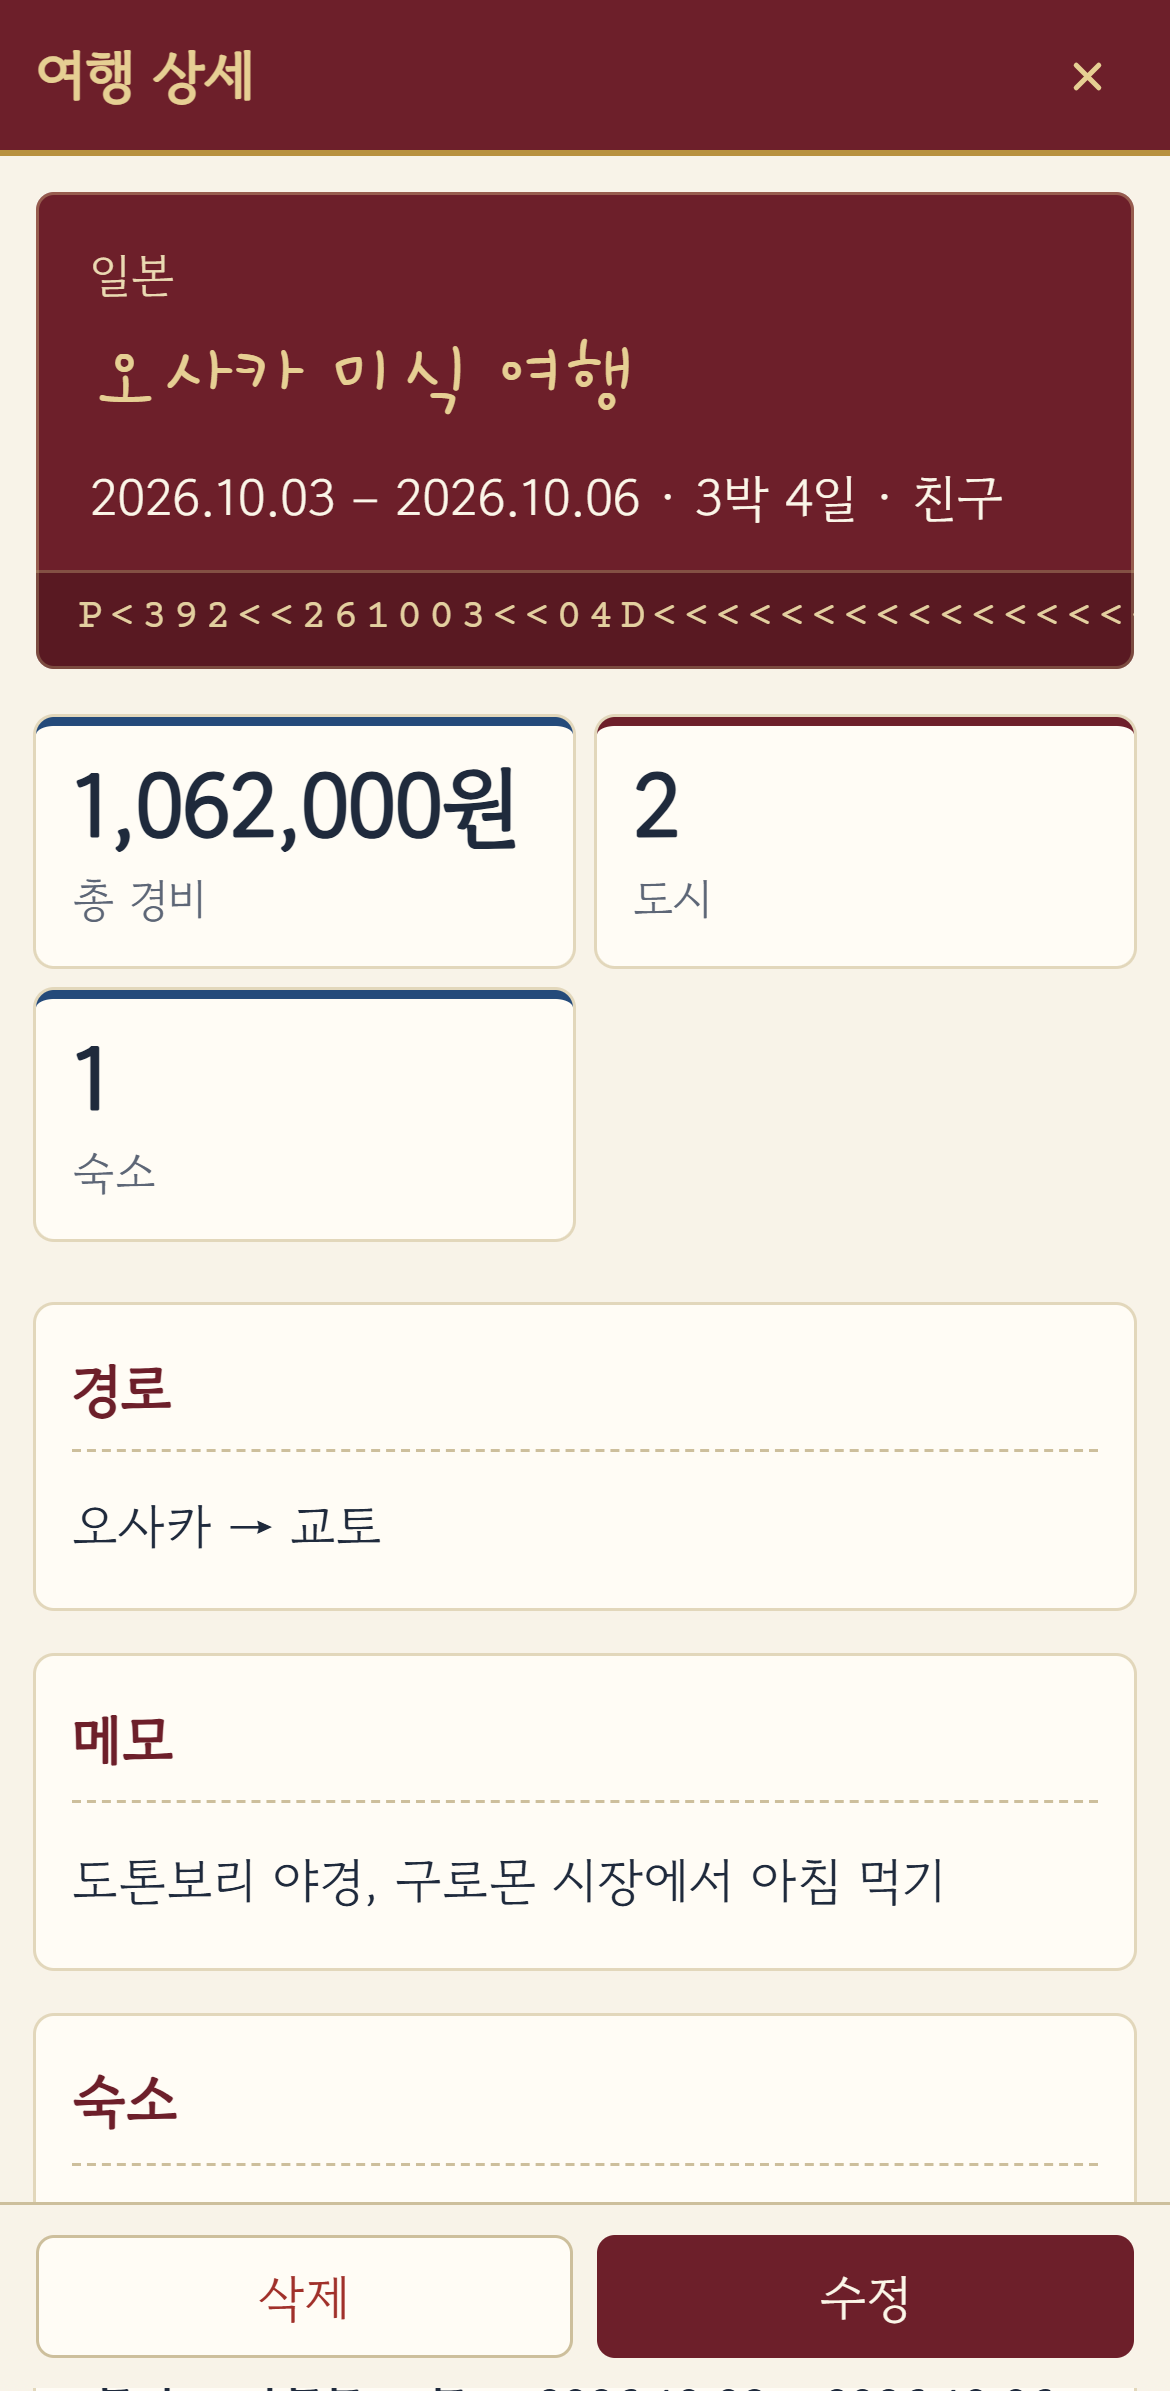 여행 상세
×
일본
오사카 미식 여행
2026.10.03 – 2026.10.06 · 3박 4일 · 친구
P<392<<261003<<04D<<<<<<<<<<<<<<<
1,062,000원
총 경비
2
도시
1
숙소
경로
오사카 → 교토
메모
도톤보리 야경, 구로몬 시장에서 아침 먹기
숙소
삭제
수정